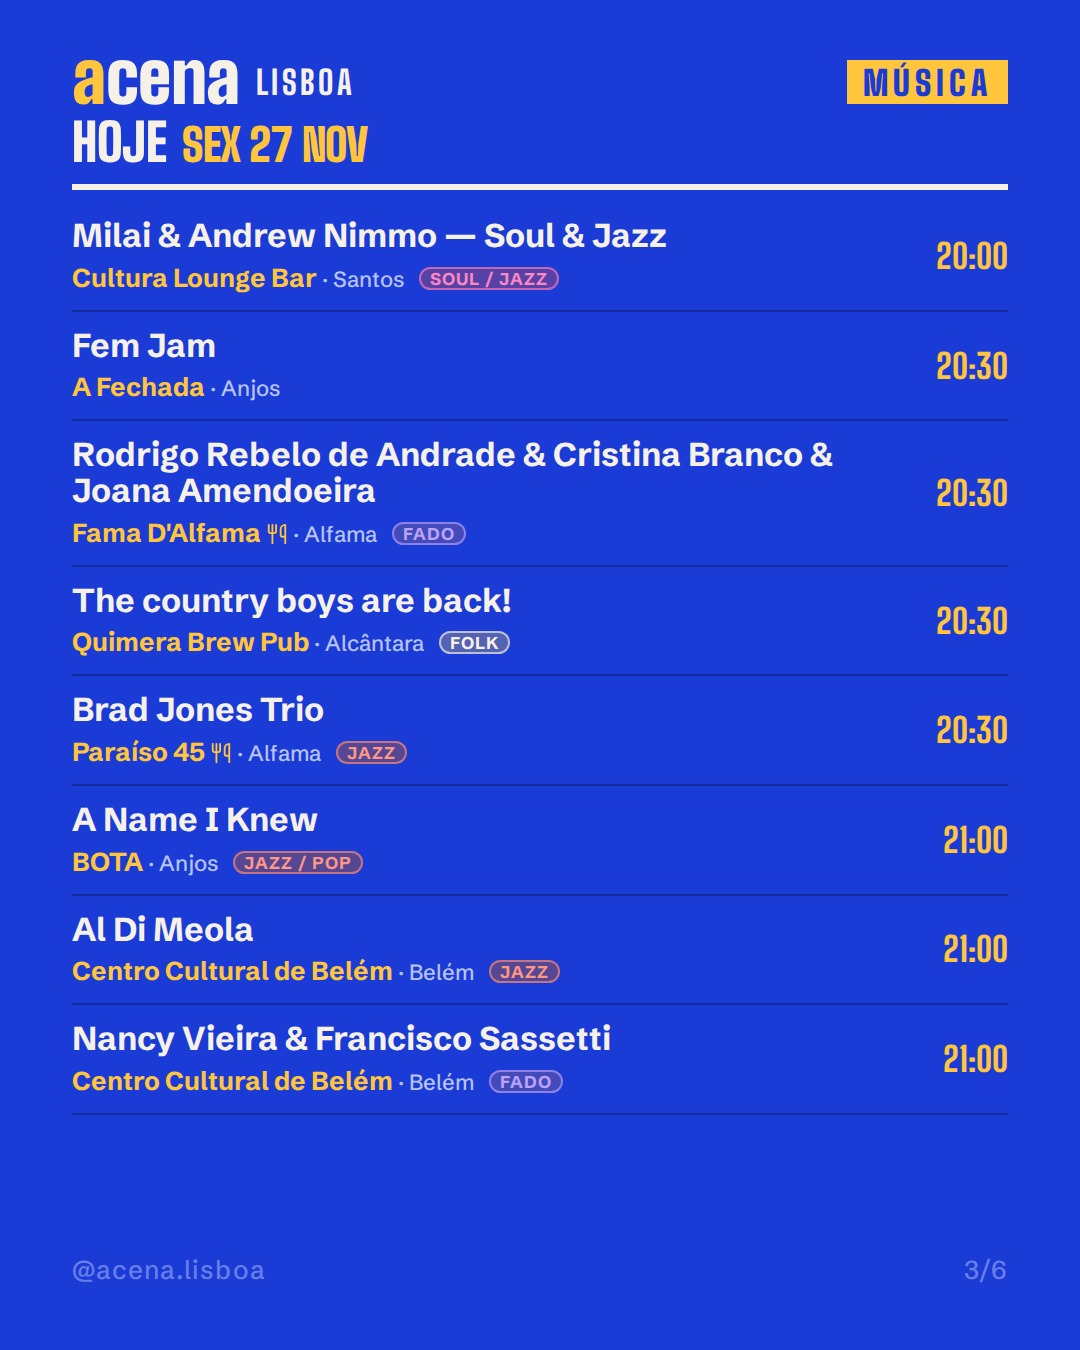 acena LISBOA
MÚSICA
HOJE SEX 27 NOV
Milai & Andrew Nimmo — Soul & Jazz
Cultura Lounge Bar · Santos SOUL / JAZZ
20:00
Fem Jam
A Fechada · Anjos
20:30
Rodrigo Rebelo de Andrade & Cristina Branco &
Joana Amendoeira
Fama D'Alfama · Alfama FADO
20:30
The country boys are back!
Quimera Brew Pub · Alcântara FOLK
20:30
Brad Jones Trio
Paraíso 45 · Alfama JAZZ
20:30
A Name I Knew
BOTA · Anjos JAZZ / POP
21:00
Al Di Meola
Centro Cultural de Belém · Belém JAZZ
21:00
Nancy Vieira & Francisco Sassetti
Centro Cultural de Belém · Belém FADO
21:00
@acena.lisboa
3/6